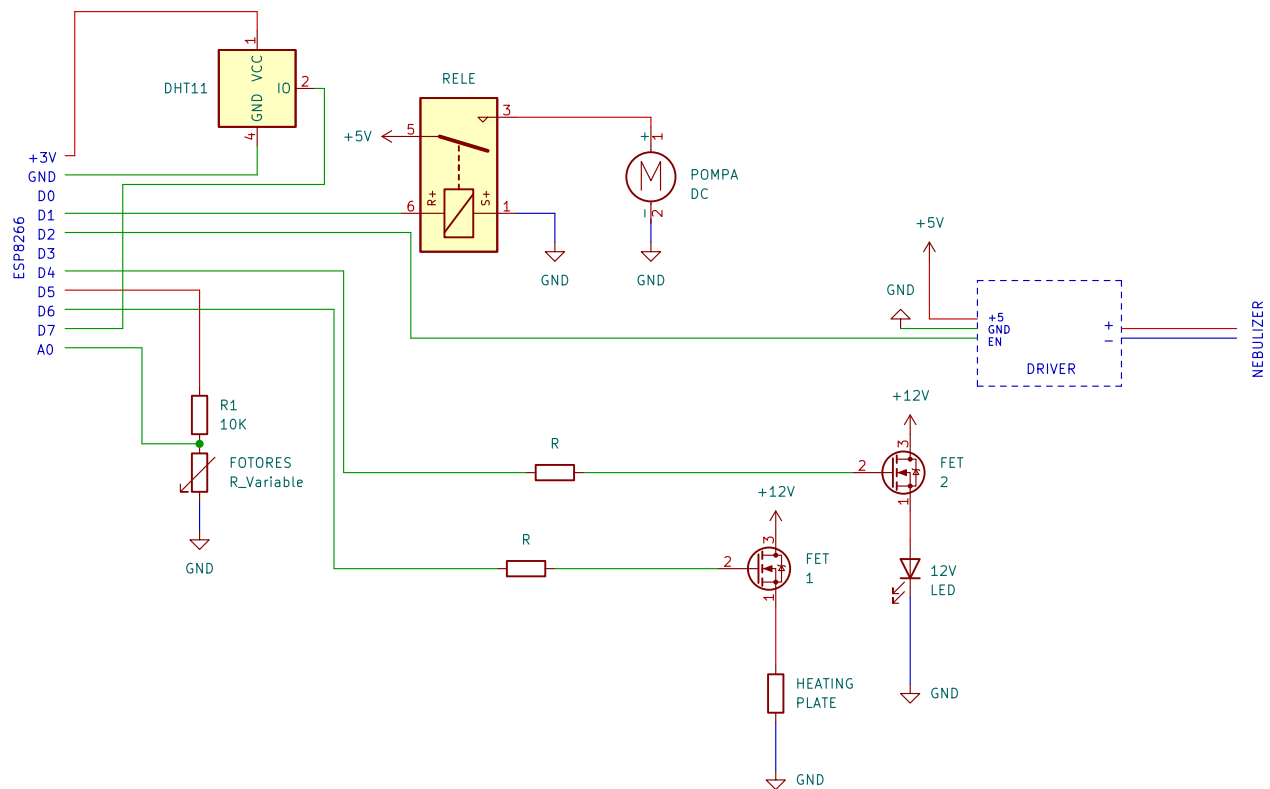 DHT11
1
VCC
IO
2
GND
4
ESP8266
+3V
GND
D0
D1
D2
D3
D4
D5
D6
D7
A0
RELE
+5V
5
3
6
R+
S+
1
GND
+
1
M
POMPA
DC
-
2
GND
+5V
GND
+5
GND
EN
+
-
DRIVER
NEBULIZER
R1
10K
FOTORES
R_Variable
GND
R
+12V
3
2
FET
2
1
12V
LED
GND
R
+12V
3
2
FET
1
1
HEATING
PLATE
GND